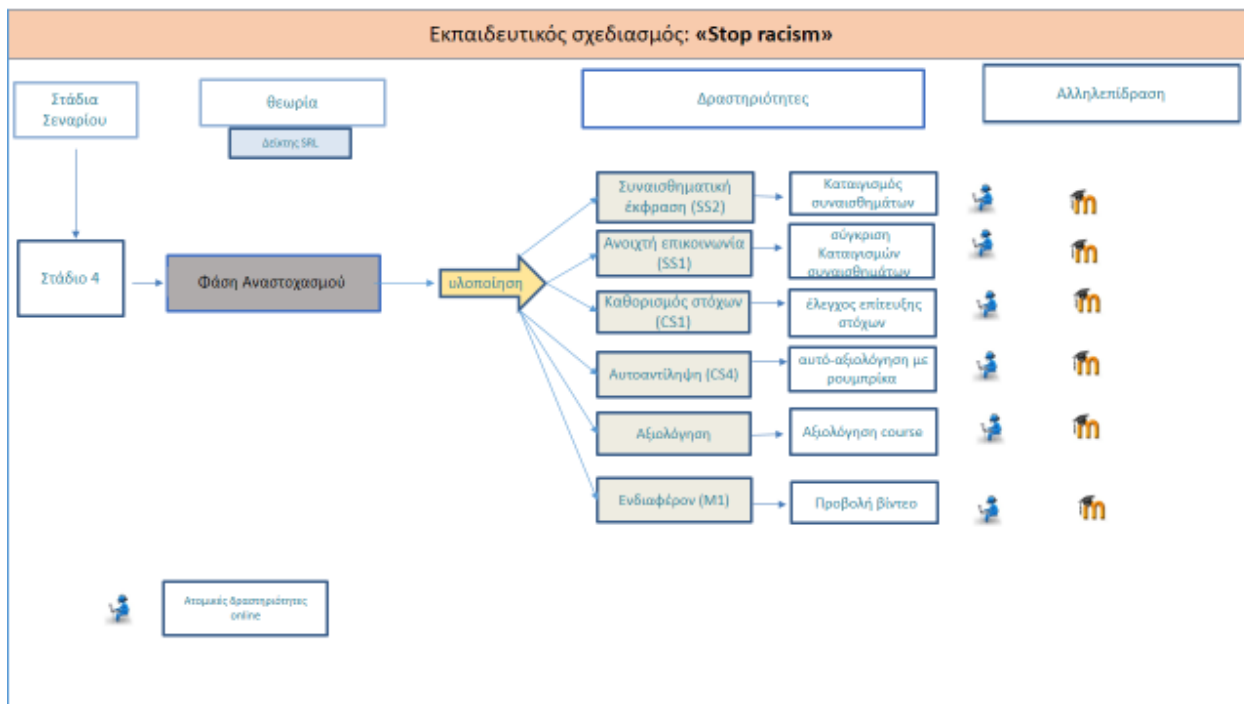 Εκπαιδευτικός σχεδιασμός: «Stop racism»
Στάδια
Σεναρίου
θεωρία
Δείκτης SRL
Δραστηριότητες
Αλληλεπίδραση
Στάδιο 4
Φάση Αναστοχασμού
υλοποίηση
Συναισθηματική
έκφραση (SS2)
Καταιγισμός
συναισθημάτων
Ανοιχτή επικοινωνία
(SS1)
σύγκριση
Καταιγισμών
συναισθημάτων
Καθορισμός στόχων
(CS1)
έλεγχος επίτευξης
στόχων
Αυτοαντίληψη (CS4)
αυτό-αξιολόγηση με
ρουμπρίκα
Αξιολόγηση
Αξιολόγηση course
Ενδιαφέρον (M1)
Προβολή βίντεο
Ατομικές δραστηριότητες
online